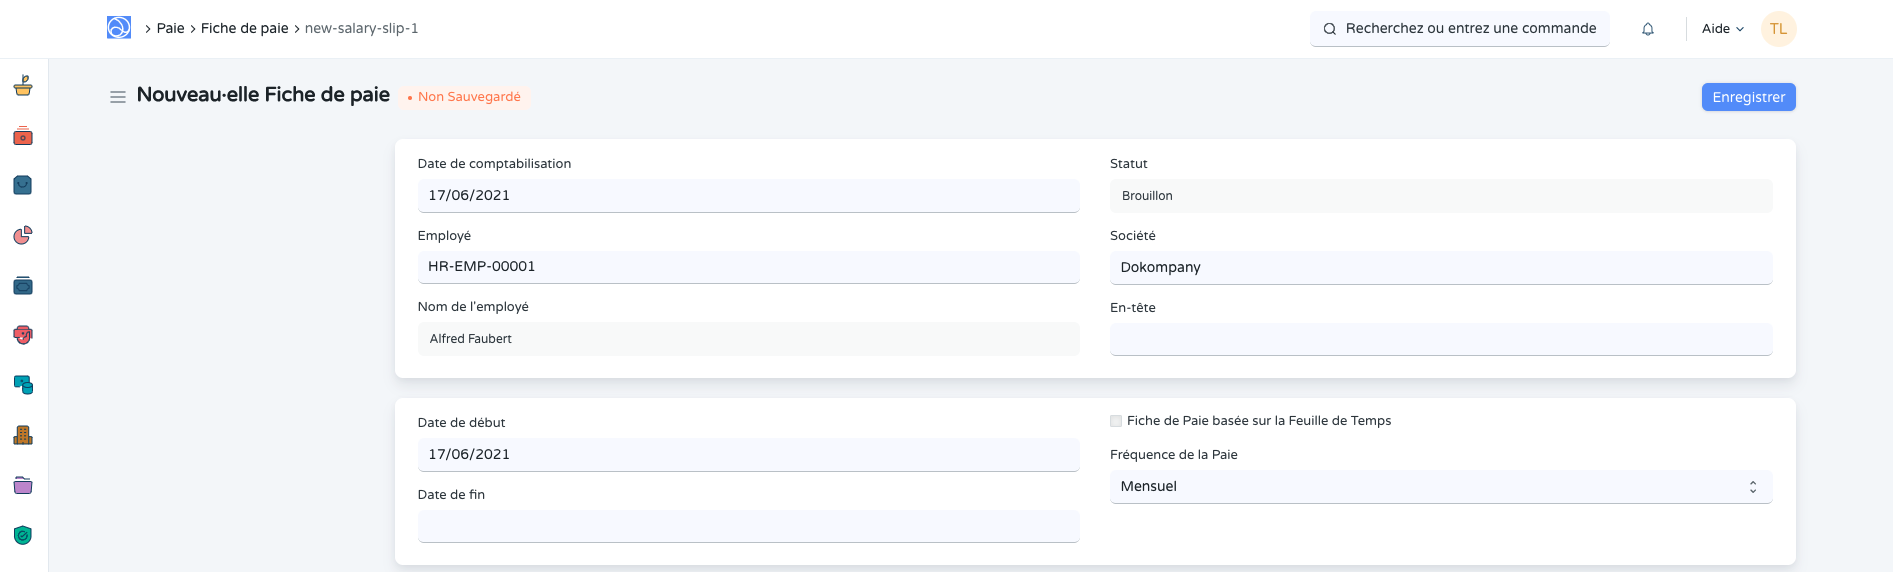 Paie > Fiche de paie > new-salary-slip-1
Recherchez ou entrez une commande
Aide
TL
Nouveau·elle Fiche de paie
• Non Sauvegardé
Enregistrer
Date de comptabilisation
17/06/2021
Employé
HR-EMP-00001
Nom de l'employé
Alfred Faubert
Statut
Brouillon
Société
Dokompany
En-tête
Date de début
17/06/2021
Date de fin
Fiche de Paie basée sur la Feuille de Temps
Fréquence de la Paie
Mensuel